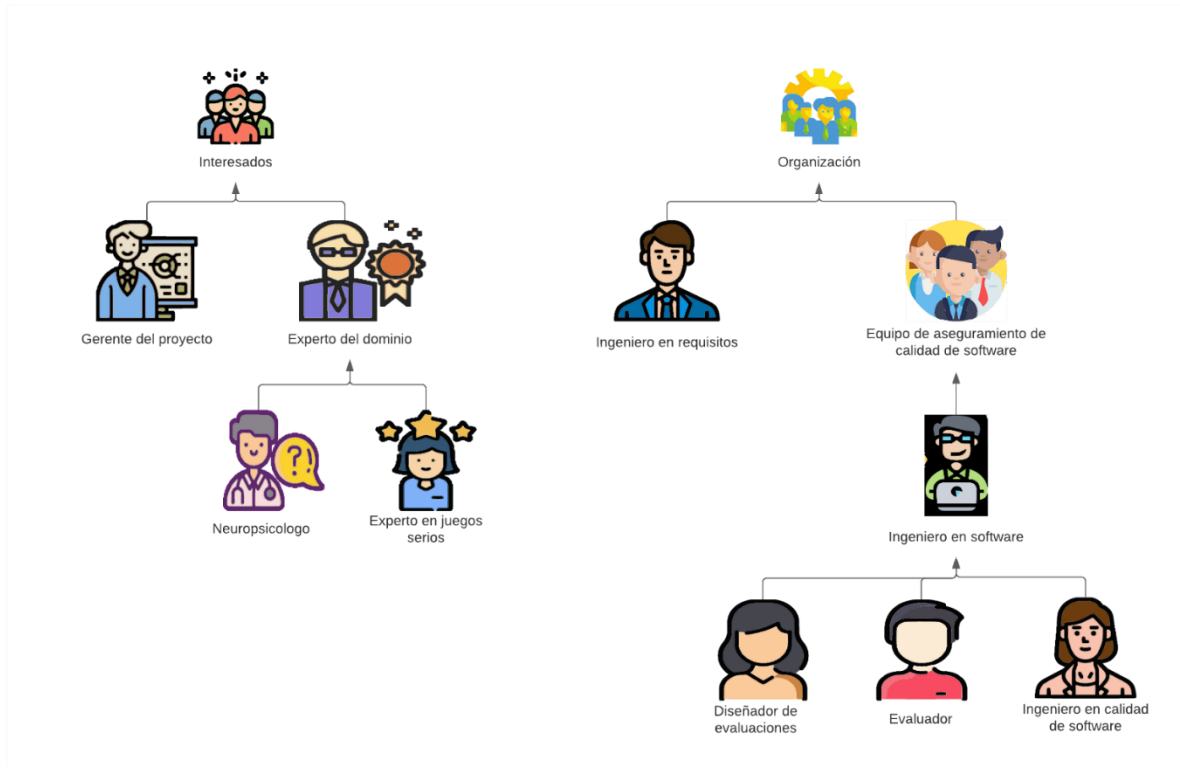 Interesados
Organización
Gerente del proyecto
Experto del dominio
Ingeniero en requisitos
Equipo de aseguramiento de
calidad de software
Neuropsicologo
Experto en juegos
serios
Ingeniero en software
Diseñador de
evaluaciones
Evaluador
Ingeniero en calidad
de software